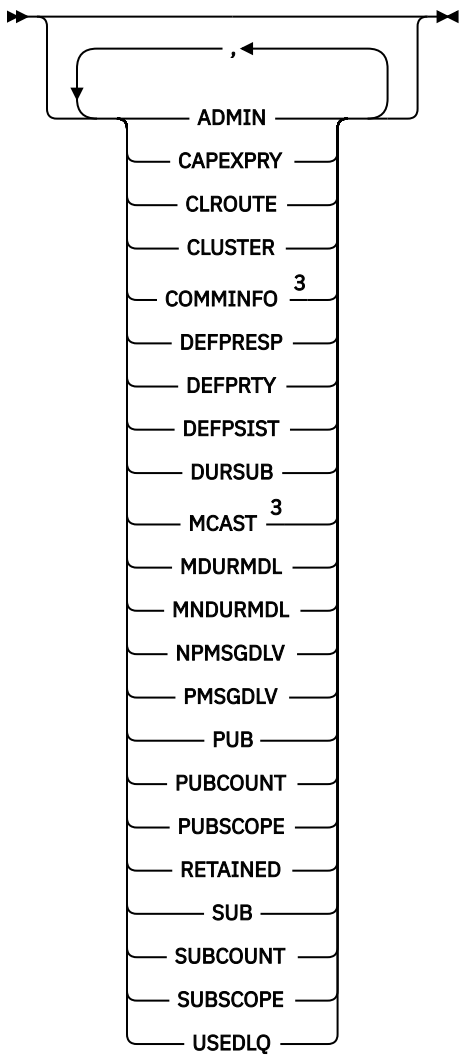 ,
ADMIN
CAPEXPRY
CLROUTE
CLUSTER
COMMINFO 3
DEFPRESP
DEFPRTY
DEFPSIST
DURSUB
MCAST 3
MDURMDL
MNDURMDL
NPMSGDLV
PMSGDLV
PUB
PUBCOUNT
PUBSCOPE
RETAINED
SUB
SUBCOUNT
SUBSCOPE
USEDLQ